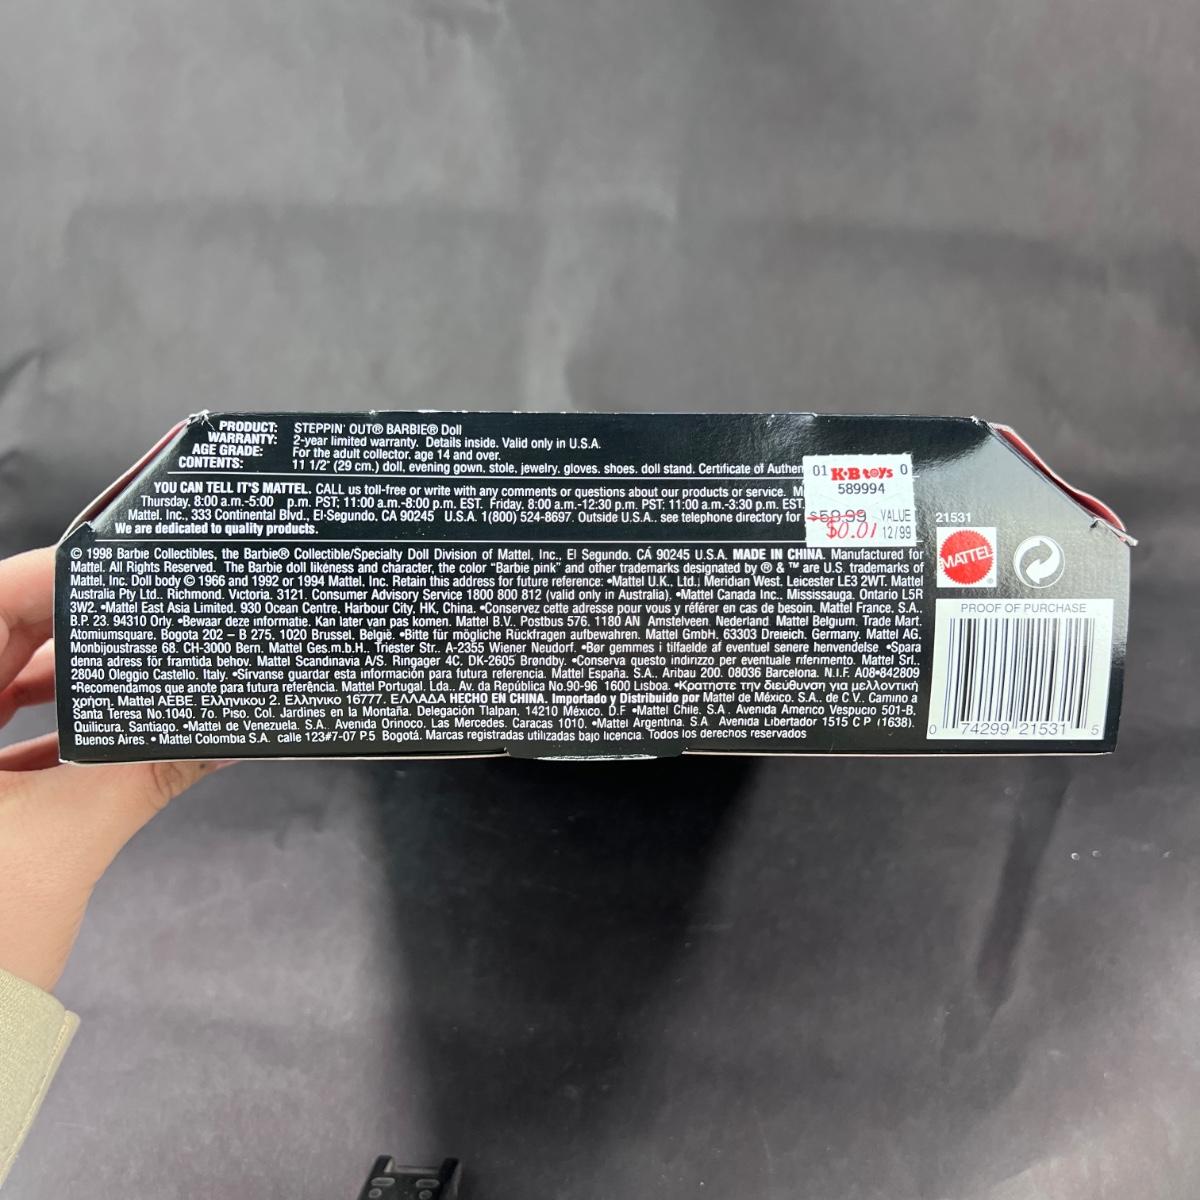 PRODUCT: STEPPIN' OUT® BARBIE® Doll
WARRANTY: 2-year limited warranty. Details inside. Valid only in U.S.A.
AGE GRADE: For the adult collector, age 14 and over.
CONTENTS: 11 1/2" (29 cm.) doll, evening gown, stole, jewelry, gloves, shoes, doll stand, Certificate of Authen
YOU CAN TELL IT'S MATTEL. CALL us toll-free or write with any comments or questions about our products or service. M
Thursday, 8:00 a.m.-5:00 p.m. PST; 11:00 a.m.-8:00 p.m. EST. Friday, 8:00 a.m.-12:30 p.m. PST; 11:00 a.m.-3:30 p.m. EST.
Mattel, Inc., 333 Continental Blvd., El Segundo, CA 90245 U.S.A. 1(800) 524-8697. Outside U.S.A., see telephone directory for
We are dedicated to quality products.
01 K·B toys 0
589994
$59.99 VALUE
$0.01 12/99
21531
MATTEL®
© 1998 Barbie Collectibles, the Barbie® Collectible/Specialty Doll Division of Mattel, Inc., El Segundo, CA 90245 U.S.A. MADE IN CHINA. Manufactured for
Mattel. All Rights Reserved. The Barbie doll likeness and character, the color "Barbie pink" and other trademarks designated by ® & ™ are U.S. trademarks of
Mattel, Inc. Doll body © 1966 and 1992 or 1994 Mattel, Inc. Retain this address for future reference: •Mattel U.K., Ltd., Meridian West, Leicester LE3 2WT. Mattel
Australia Pty Ltd., Richmond, Victoria. 3121. Consumer Advisory Service 1800 800 812 (valid only in Australia). •Mattel Canada Inc., Mississauga, Ontario L5R
3W2. •Mattel East Asia Limited, 930 Ocean Centre, Harbour City, HK, China. •Conservez cette adresse pour vous y référer en cas de besoin. Mattel France, S.A.,
B.P. 23, 94310 Orly. •Bewaar deze informatie. Kan later van pas komen. Mattel B.V., Postbus 576, 1180 AN Amstelveen Nederland. Mattel Belgium, Trade Mart,
Atomiumsquare, Bogota 202 – B 275, 1020 Brussel, België. •Bitte für mögliche Rückfragen aufbewahren. Mattel GmbH, 63303 Dreieich, Germany. Mattel AG,
Monbijoustrasse 68, CH-3000 Bern. Mattel Ges.m.b.H., Triester Str., A-2355 Wiener Neudorf. •Bør gemmes i tilfaelde af eventuel senere henvendelse •Spara
denna adress för framtida behov. Mattel Scandinavia A/S, Ringager 4C, DK-2605 Brøndby. •Conserva questo indirizzo per eventuale riferimento. Mattel Srl.,
28040 Oleggio Castello, Italy. •Sirvanse guardar esta información para futura referencia. Mattel España, S.A., Aribau 200, 08036 Barcelona. N.I.F. A08•842809
•Recomendamos que anote para futura referência. Mattel Portugal, Lda., Av. da República No.90-96 1600 Lisboa. •Κρατηστε την διεύθυνση για μελλοντική
χρήση. Mattel AEBE, Ελληνικου 2, Ελληνικο 16777, ΕΛΛΑΔΑ HECHO EN CHINA. Importado y Distribuido por Mattel de México, S.A. de C.V., Camino a
Santa Teresa No.1040, 7o. Piso, Col. Jardines en la Montaña, Delegación Tlalpan, 14210 México, D.F •Mattel Chile, S.A., Avenida Americo Vespucio 501-B,
Quilicura, Santiago. •Mattel de Venezuela, S.A., Avenida Orinoco, Las Mercedes, Caracas 1010. •Mattel Argentina, S.A. Avenida Libertador 1515 C P (1638),
Buenos Aires. • Mattel Colombia S.A. calle 123#7-07 P.5 Bogotá. Marcas registradas utilizadas bajo licencia. Todos los derechos reservados
PROOF OF PURCHASE
0 74299 21531 5